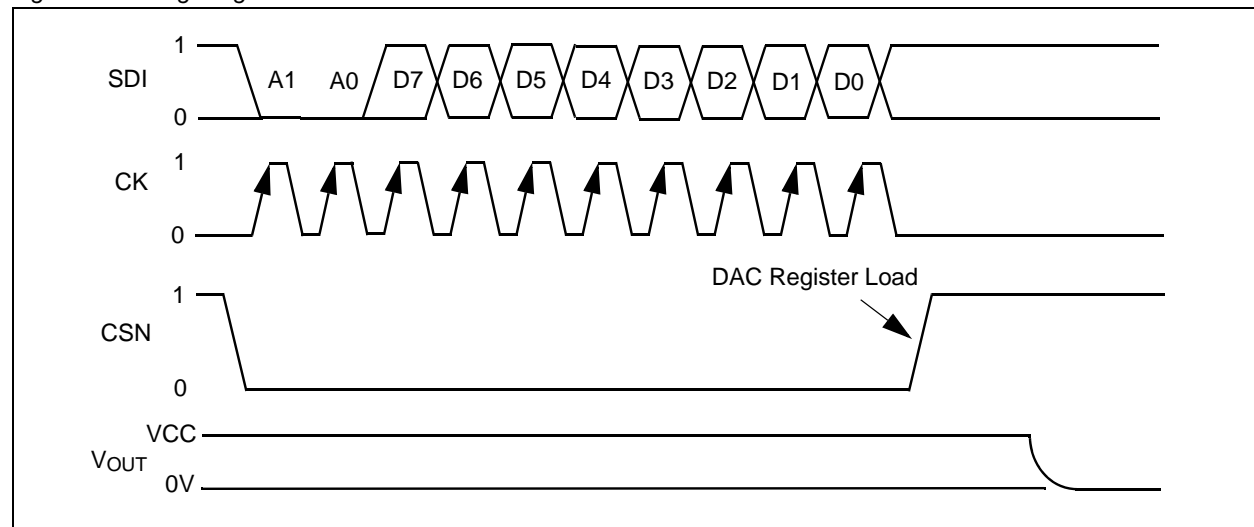 1
SDI
A1 A0 D7 D6 D5 D4 D3 D2 D1 D0
0
1
CK
0
DAC Register Load
1
CSN
0
VCC
VOUT
0V